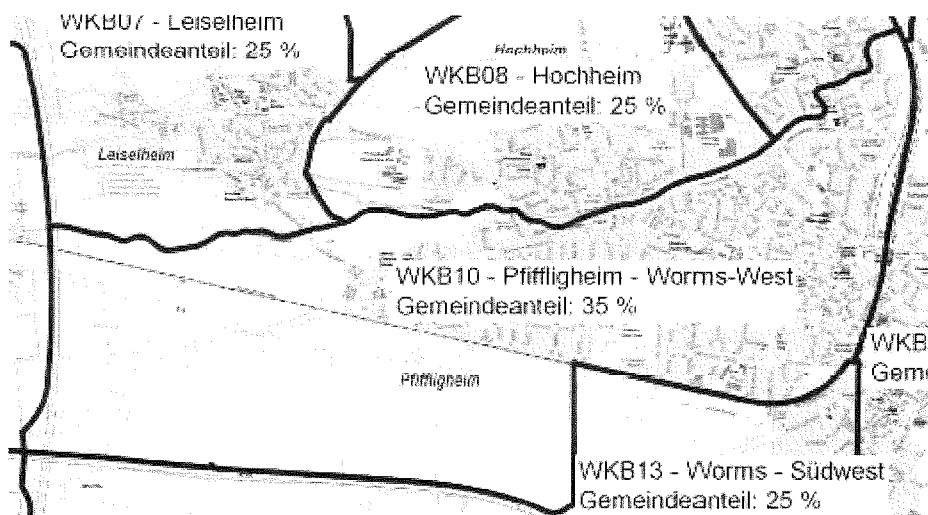 WKB07 - Leiselheim
Gemeindeanteil: 25 %
Hochheim
WKB08 - Hochheim
Gemeindeanteil: 25 %
Leiselheim
WKB10 - Pfiffligheim - Worms-West
Gemeindeanteil: 35 %
WKB
Geme
Pfiffligheim
WKB13 - Worms - Südwest
Gemeindeanteil: 25 %